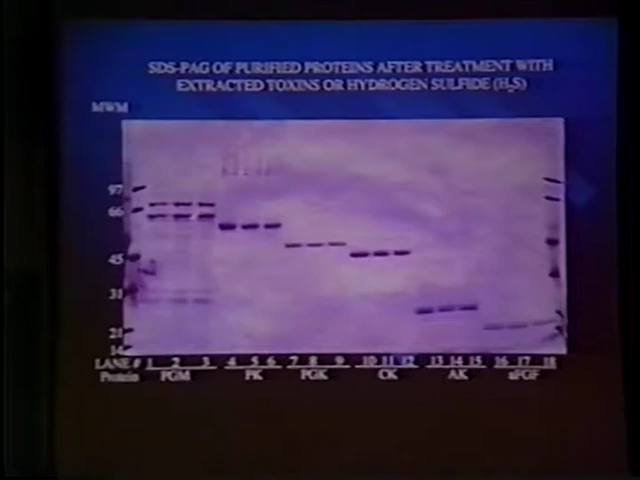 SDS-PAG OF PURIFIED PROTEINS AFTER TREATMENT WITH
EXTRACTED TOXINS OR HYDROGEN SULFIDE (H₂S)
MWM
97
66
45
31
21
14
LANE # 1 2 3 4 5 6 7 8 9 10 11 12 13 14 15 16 17 18
Protein PGM PK PGK CK AK aFGF